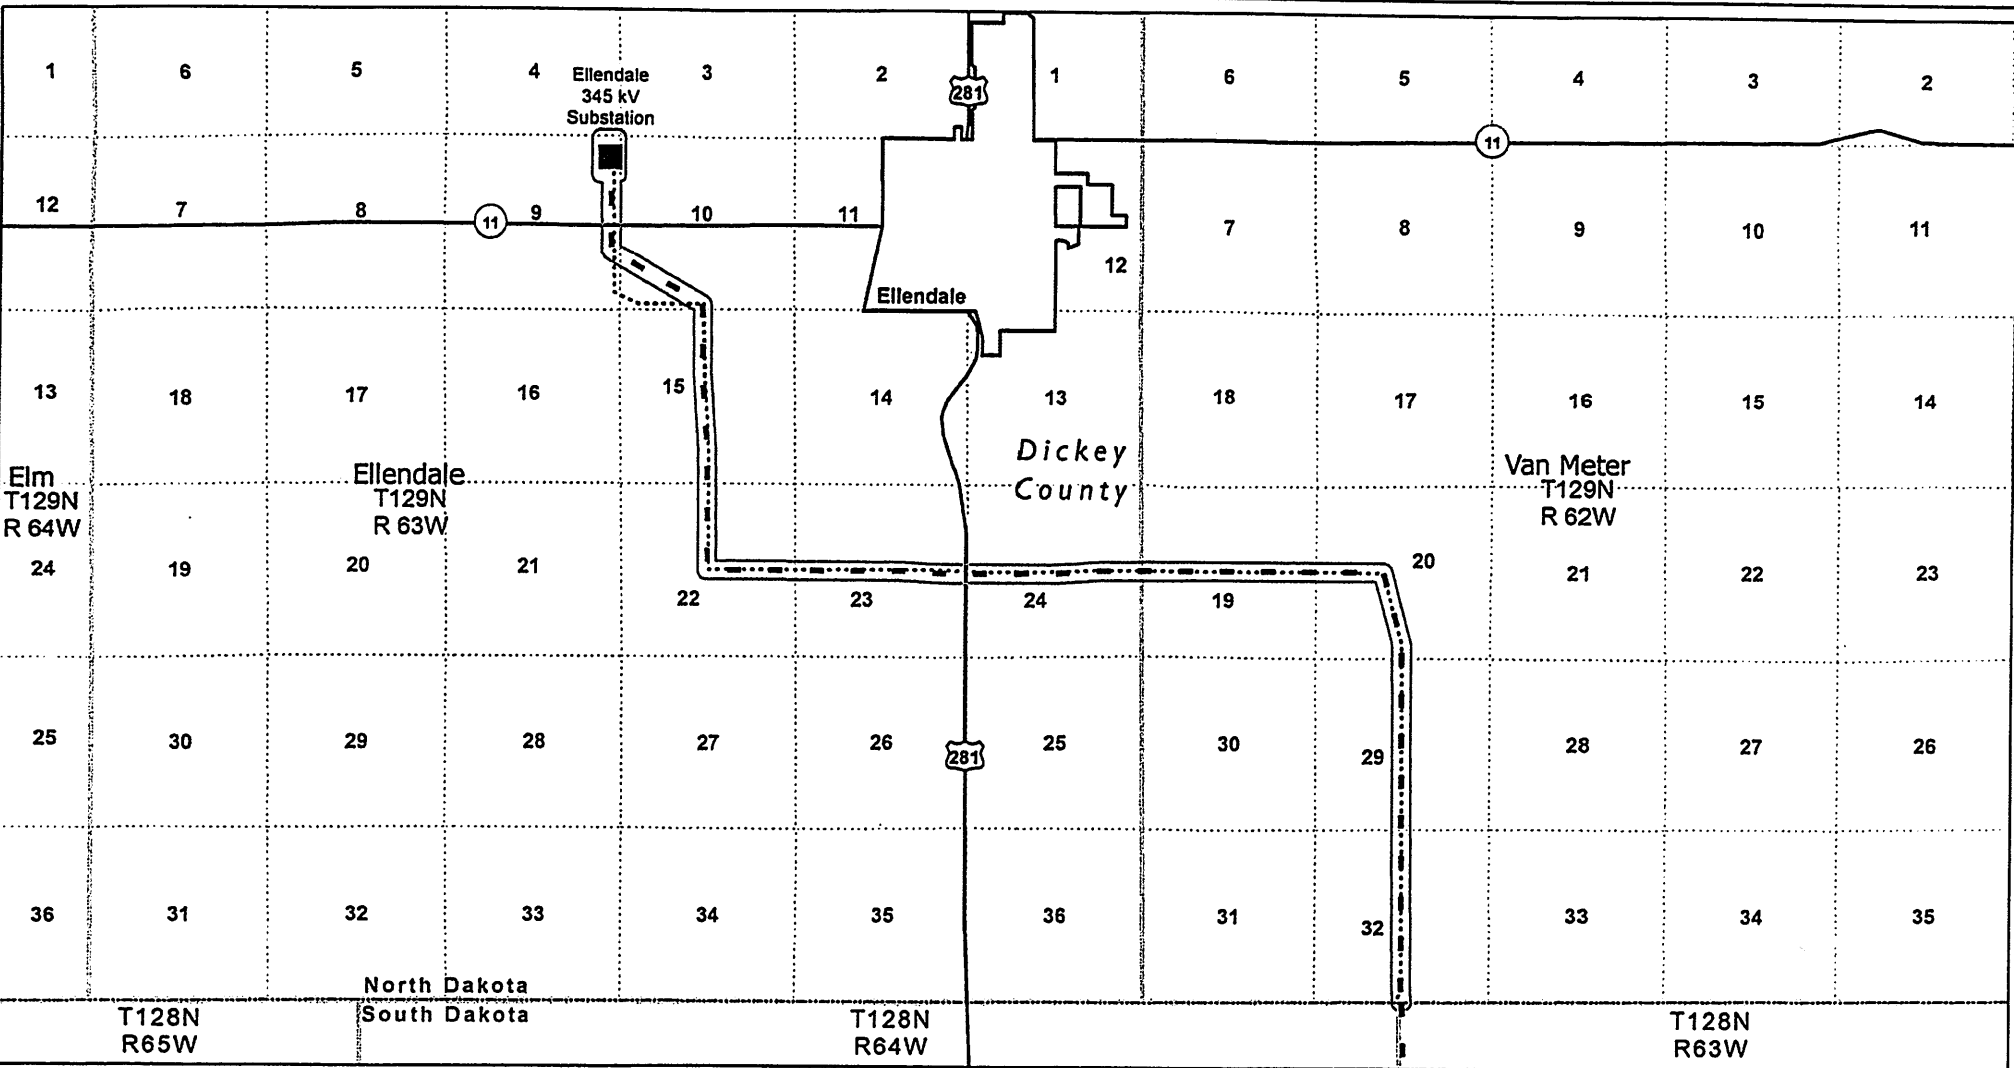 1 6 5 4 3 2 1 6 5 4 3 2
Ellendale
345 kV
Substation
281
11
12 7 8 11 9 10 11 7 8 9 10 11
12
Ellendale
13 18 17 16 15 14 13 18 17 16 15 14
Dickey
County
Elm
T129N
R 64W
Ellendale
T129N
R 63W
Van Meter
T129N
R 62W
24 19 20 21 20 21 22 23
22 23 24 19
25 30 29 28 27 26 25 30 29 28 27 26
281
36 31 32 33 34 35 36 31 32 33 34 35
North Dakota
South Dakota
T128N
R65W
T128N
R64W
T128N
R63W